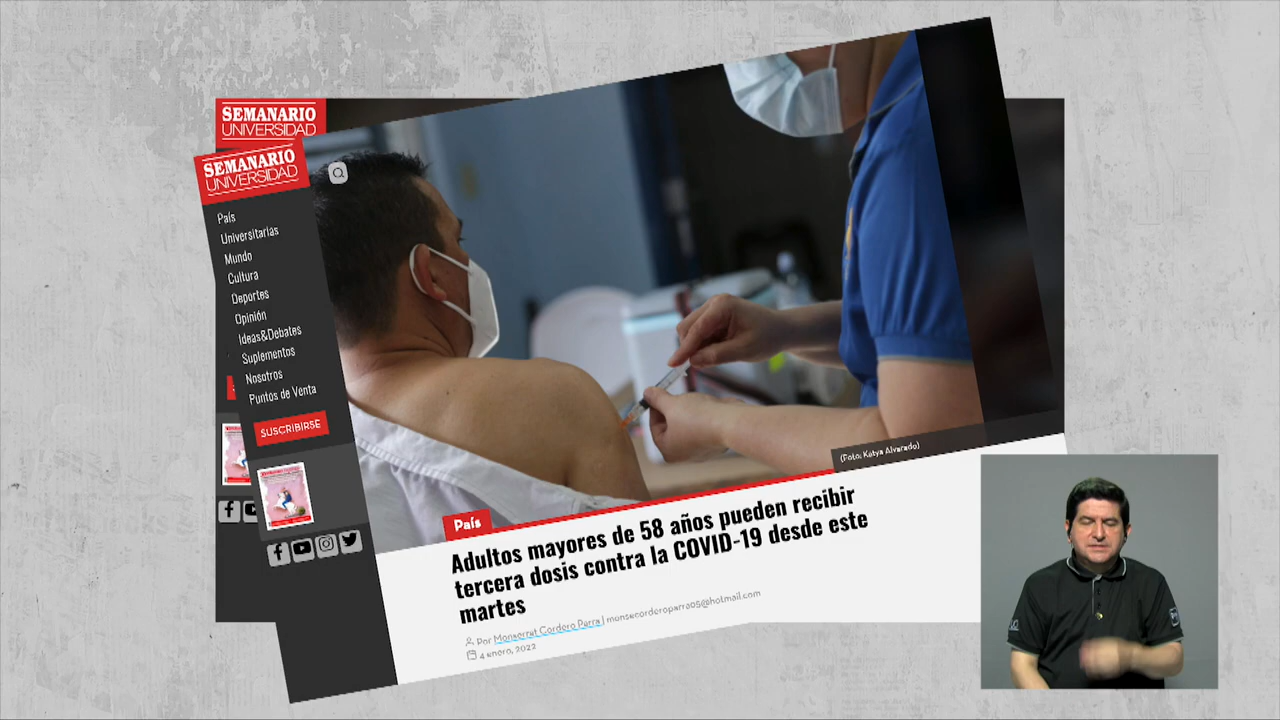 SEMANARIO
UNIVERSIDAD
SEMANARIO
UNIVERSIDAD
País
Universitarias
Mundo
Cultura
Deportes
Opinión
Ideas&Debates
Suplementos
Nosotros
Puntos de Venta
SUSCRIBIRSE
(Foto: Katya Alvarado)
País
Adultos mayores de 58 años pueden recibir
tercera dosis contra la COVID-19 desde este
martes
Por Monserrat Cordero Parra | monsecorderoparra05@hotmail.com
4 enero, 2022